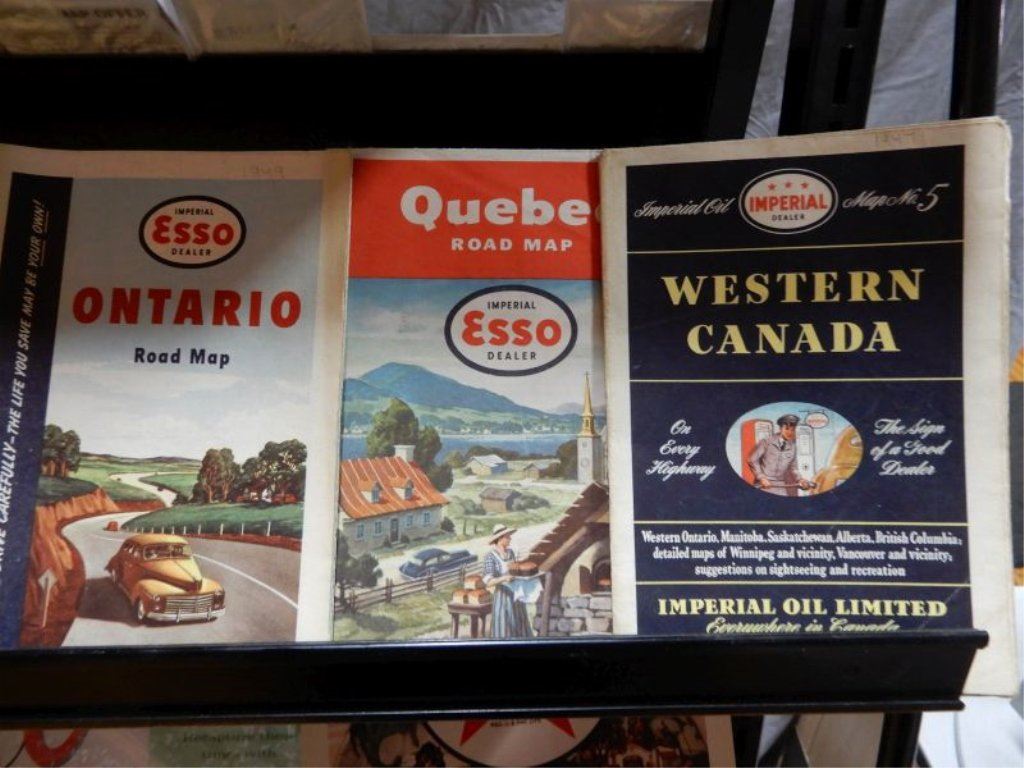 1949
IMPERIAL
Esso
DEALER
ONTARIO
Road Map
CAREFULLY-THE LIFE YOU SAVE MAY BE YOUR OWN!
Quebe
ROAD MAP
IMPERIAL
Esso
DEALER
1947
Imperial Oil
IMPERIAL
DEALER
Map No. 5
WESTERN
CANADA
On
Every
Highway
The Sign
of a Good
Dealer
Western Ontario, Manitoba, Saskatchewan, Alberta, British Columbia;
detailed maps of Winnipeg and vicinity, Vancouver and vicinity;
suggestions on sightseeing and recreation
IMPERIAL OIL LIMITED
Everywhere in Canada